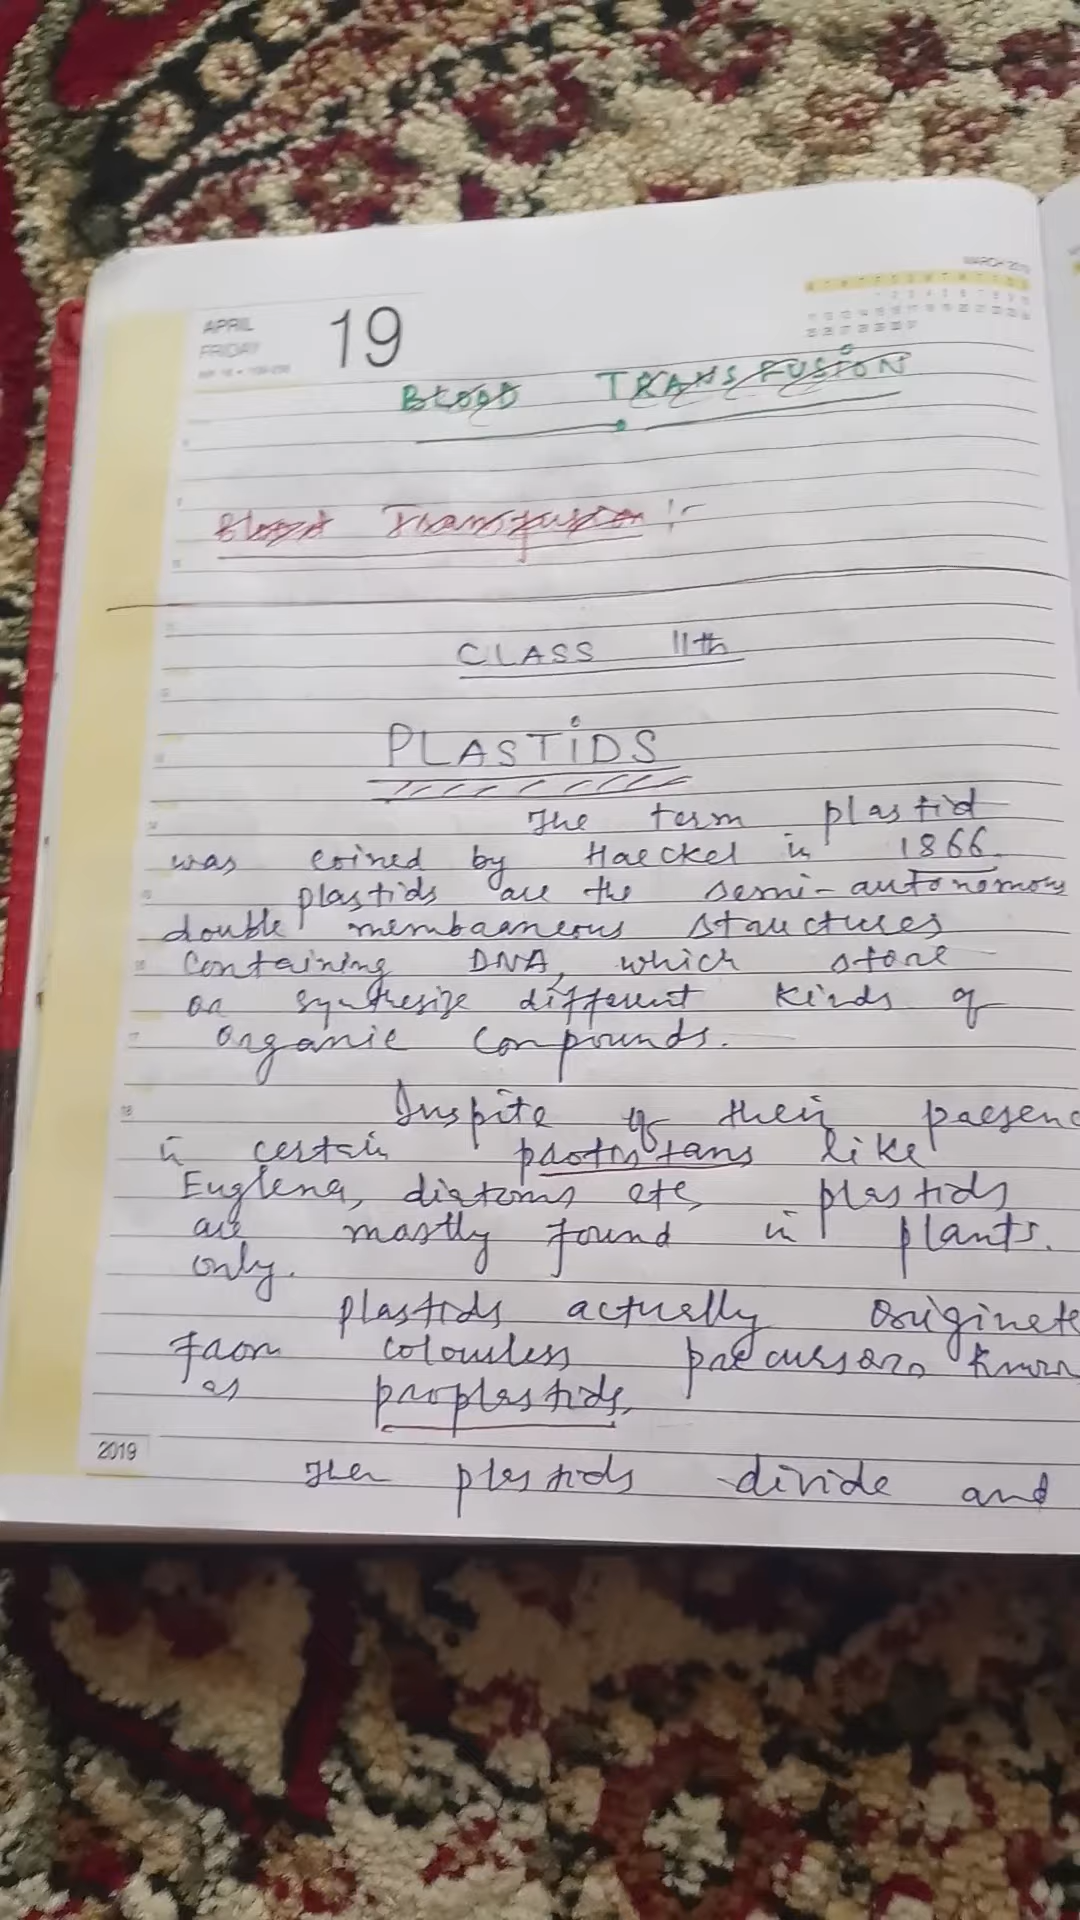 MARCH 2019
APRIL
FRIDAY
19
BLOOD TRANSFUSION
Blood Transfusion :-
CLASS 11th
PLASTIDS
The term plastid
was coined by Haeckel in 1866.
plastids are the semi-autonomous
double membraneous structures
containing DNA, which store
or synthesize different kinds of
organic compounds.
Inspite of their presenc
in certain protistans like
Euglena, diatoms etc, plastids
are mostly found in plants.
only.
plastids actually originate
from colourless precursors known
as proplastids.
The plastids divide and
2019